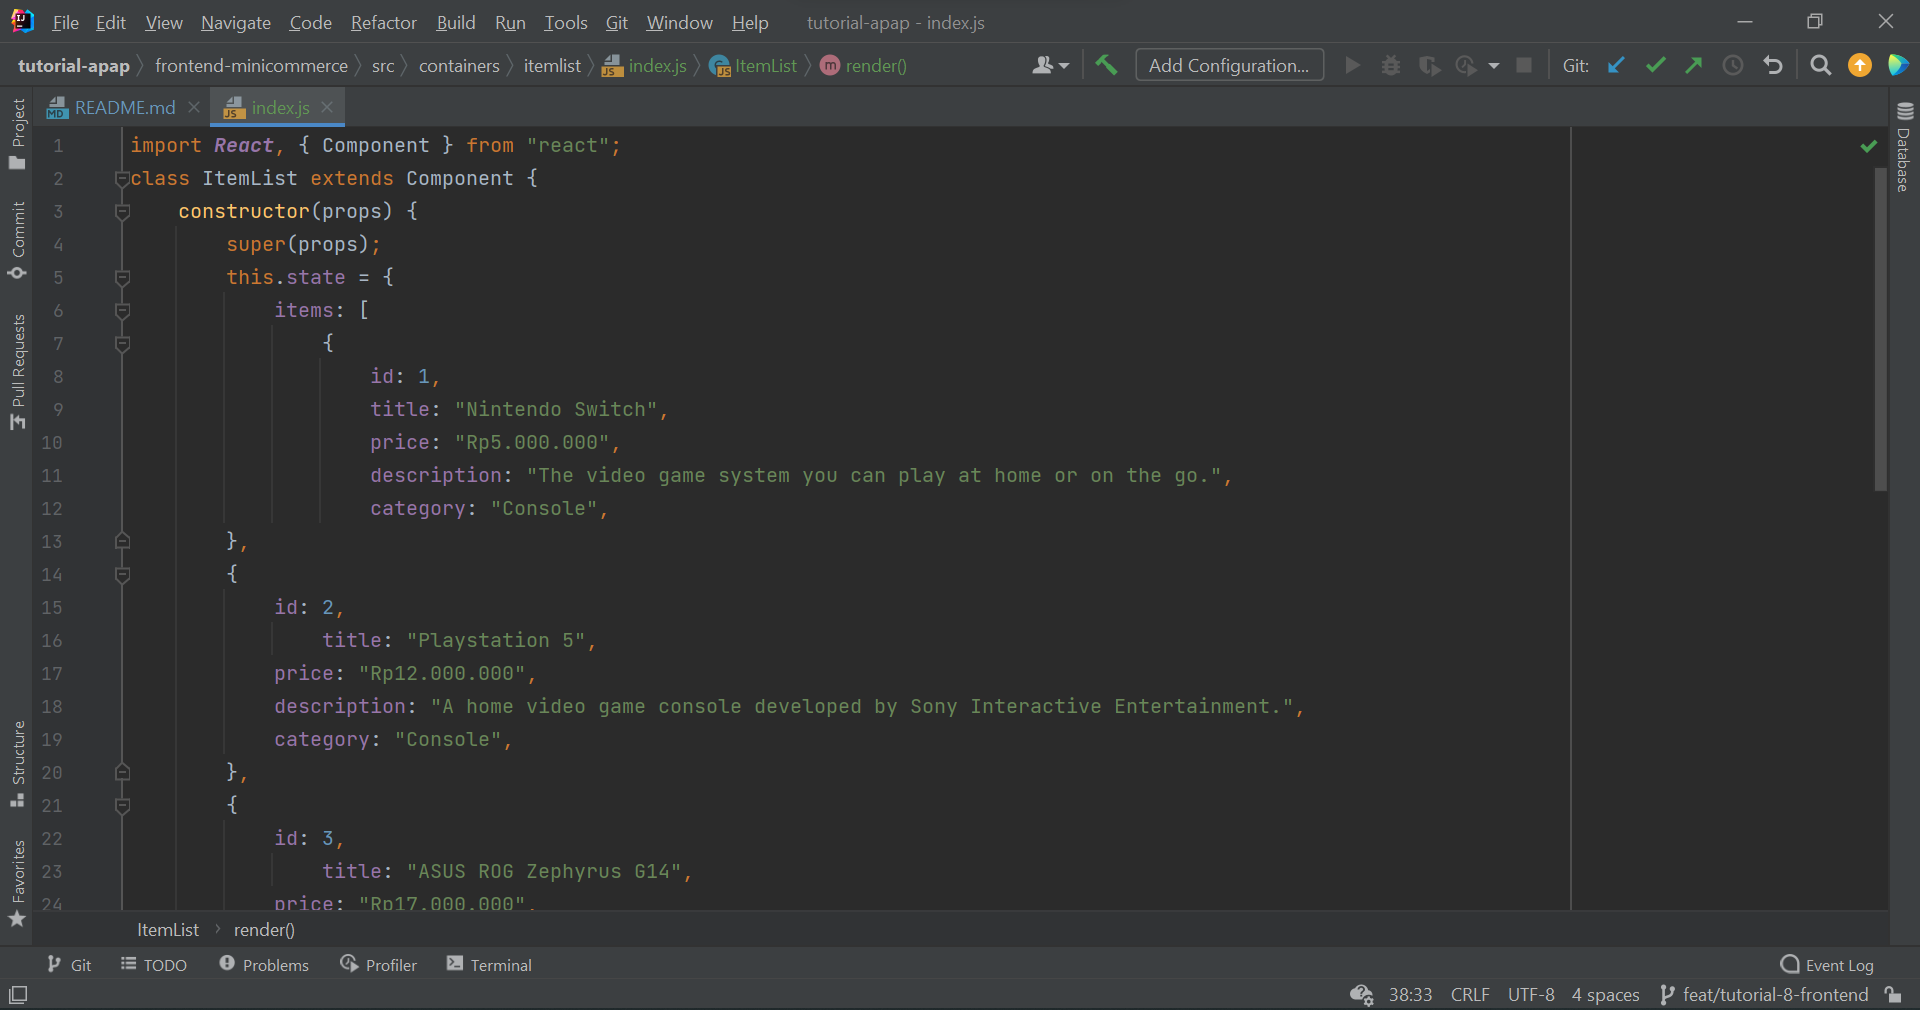 File Edit View Navigate Code Refactor Build Run Tools Git Window Help tutorial-apap - index.js
tutorial-apap frontend-minicommerce src containers itemlist index.js ItemList render() Add Configuration... Git:
README.md index.js
Project
Commit
Pull Requests
Structure
Favorites
Database
1 import React, { Component } from "react";
2 class ItemList extends Component {
3 constructor(props) {
4 super(props);
5 this.state = {
6 items: [
7 {
8 id: 1,
9 title: "Nintendo Switch",
10 price: "Rp5.000.000",
11 description: "The video game system you can play at home or on the go.",
12 category: "Console",
13 },
14 {
15 id: 2,
16 title: "Playstation 5",
17 price: "Rp12.000.000",
18 description: "A home video game console developed by Sony Interactive Entertainment.",
19 category: "Console",
20 },
21 {
22 id: 3,
23 title: "ASUS ROG Zephyrus G14",
24 price: "Rp17.000.000",
ItemList render()
Git TODO Problems Profiler Terminal Event Log
38:33 CRLF UTF-8 4 spaces feat/tutorial-8-frontend